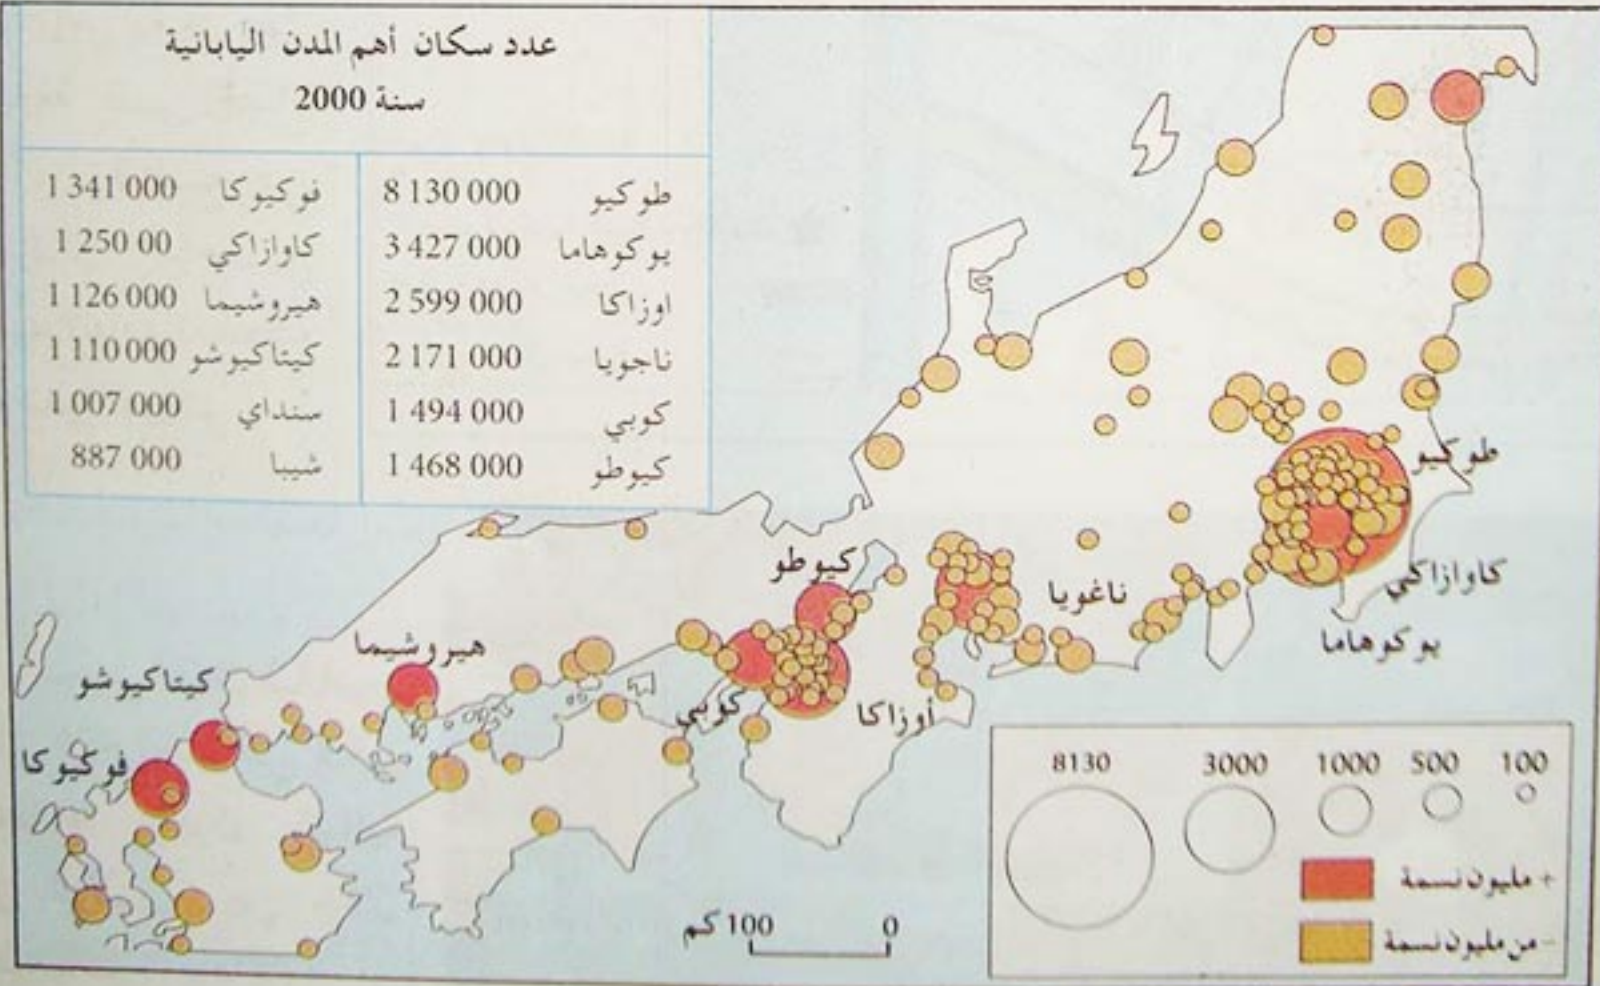 عدد سكان أهم المدن اليابانية
سنة 2000
طوكيو 8 130 000
يوكوهاما 3 427 000
اوزاكا 2 599 000
ناجويا 2 171 000
كوبي 1 494 000
كيوطو 1 468 000
فوكيوكا 1 341 000
كاوازاكي 1 250 00
هيروشيما 1 126 000
كيتاكيوشو 1 110 000
سنداي 1 007 000
شيبا 887 000
طوكيو
كاوازاكي
يوكوهاما
ناغويا
كيوطو
أوزاكا
كوبي
هيروشيما
كيتاكيوشو
فوكيوكا
8130 3000 1000 500 100
+ مليون نسمة
- من مليون نسمة
0 100 كم